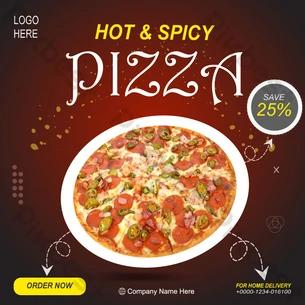 LOGO
HERE
HOT & SPICY
PIZZA
SAVE
25%
ORDER NOW
Company Name Here
FOR HOME DELIVERY
+0000-1234-016100